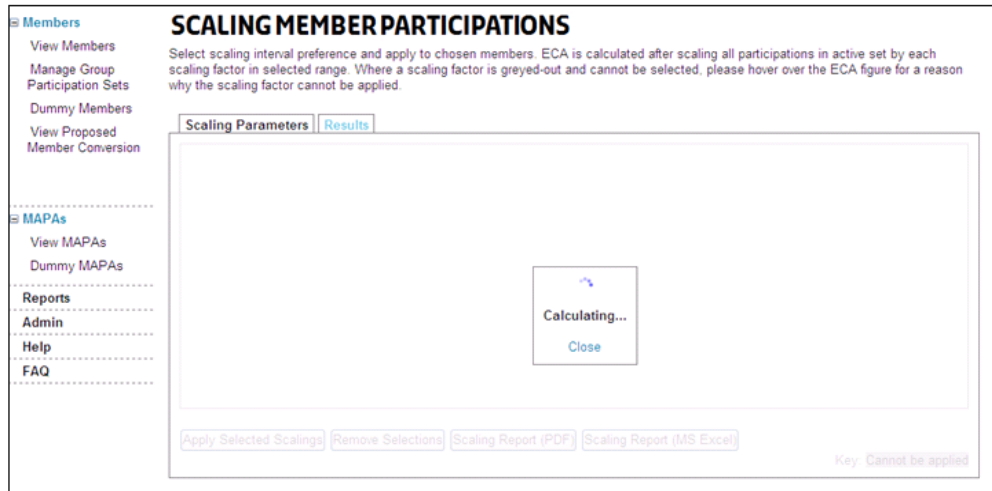 Members
View Members
Manage Group
Participation Sets
Dummy Members
View Proposed
Member Conversion
MAPAs
View MAPAs
Dummy MAPAs
Reports
Admin
Help
FAQ
SCALING MEMBER PARTICIPATIONS
Select scaling interval preference and apply to chosen members. ECA is calculated after scaling all participations in active set by each
scaling factor in selected range. Where a scaling factor is greyed-out and cannot be selected, please hover over the ECA figure for a reason
why the scaling factor cannot be applied.
Scaling Parameters Results
Calculating...
Close
Apply Selected Scalings Remove Selections Scaling Report (PDF) Scaling Report (MS Excel)
Key Cannot be applied